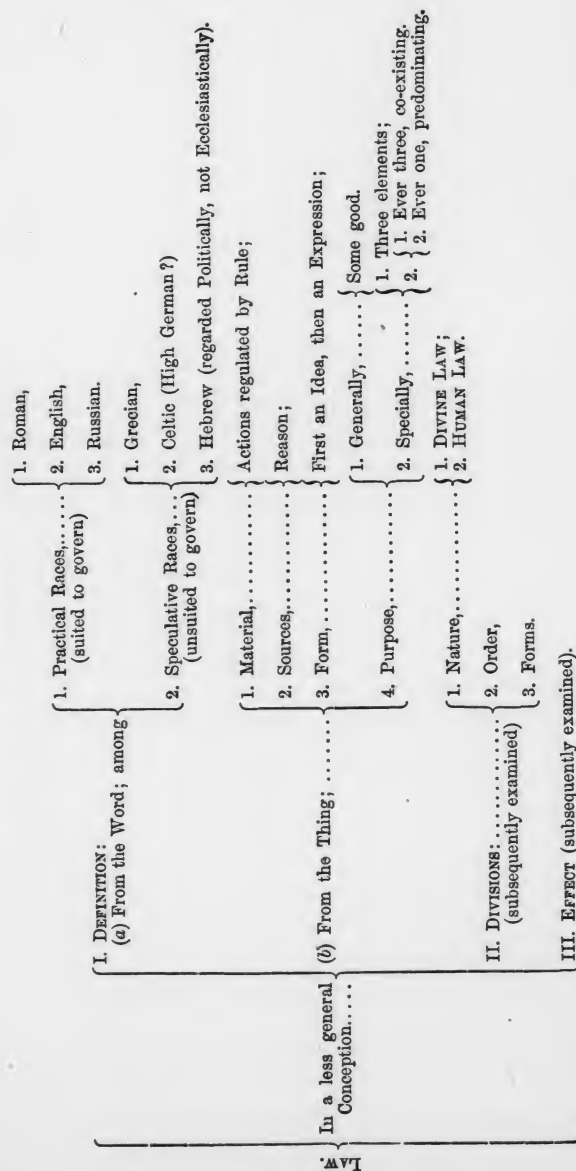 LAW.
In a less general
Conception.....
I. DEFINITION:
(a) From the Word; among
1. Practical Races,......
(suited to govern)
1. Roman,
2. English,
3. Russian.
2. Speculative Races,...
(unsuited to govern)
1. Grecian,
2. Celtic (High German?)
3. Hebrew (regarded Politically, not Ecclesiastically).
(b) From the Thing; .......
1. Material,............ Actions regulated by Rule;
2. Sources,............ Reason;
3. Form,.............. First an Idea, then an Expression;
4. Purpose,..........
1. Generally, ...... Some good.
2. Specially, .......
1. Three elements;
2. 1. Ever three, co-existing.
2. Ever one, predominating.
II. DIVISIONS:..............
(subsequently examined)
1. Nature,............
1. DIVINE LAW;
2. HUMAN LAW.
2. Order,
3. Forms.
III. EFFECT (subsequently examined).